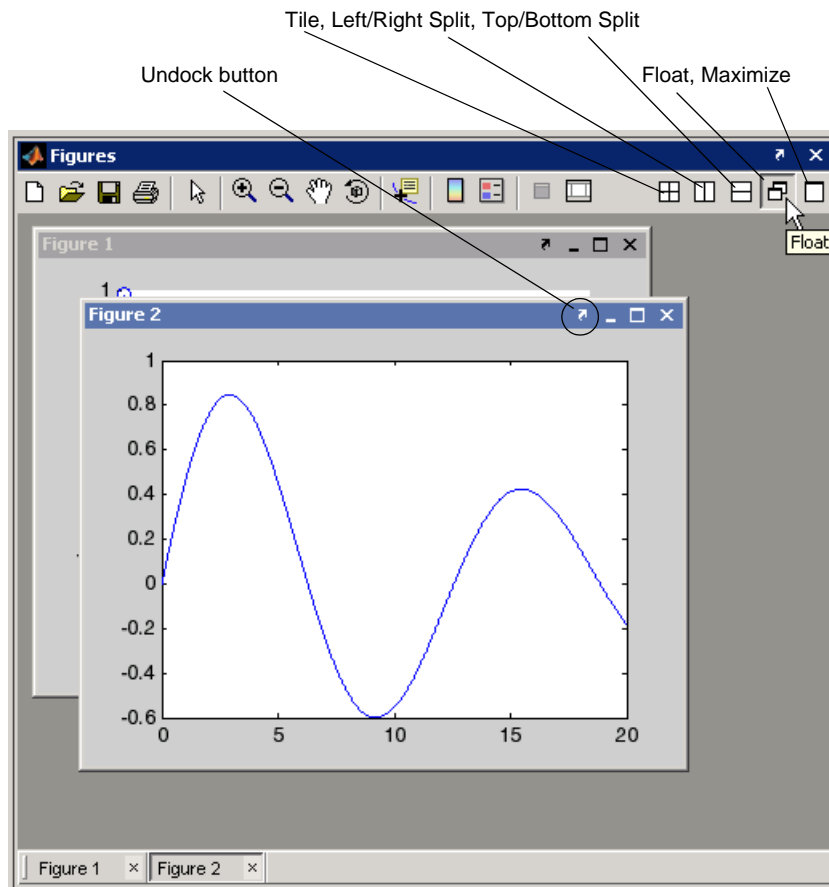 Tile, Left/Right Split, Top/Bottom Split
Undock button
Float, Maximize
Figures
Float
Figure 1
1
Figure 2
1
0.8
0.6
0.4
0.2
0
-0.2
-0.4
-0.6
0 5 10 15 20
Figure 1
Figure 2